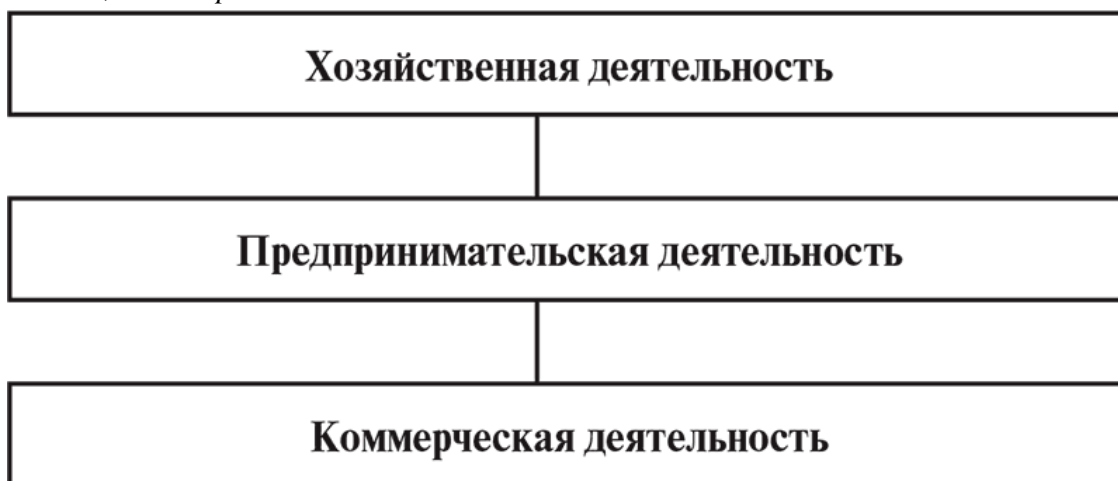 Хозяйственная деятельность
Предпринимательская деятельность
Коммерческая деятельность